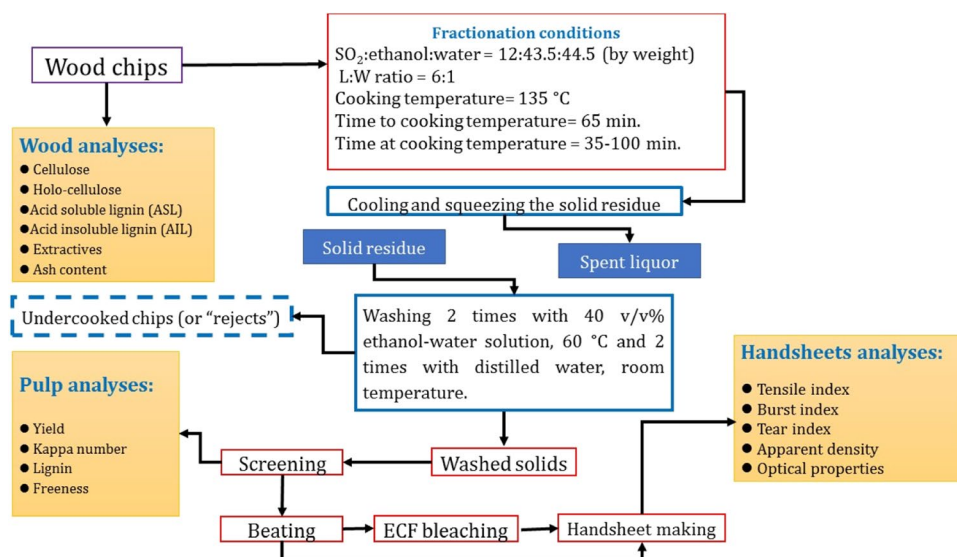 Fractionation conditions
SO₂:ethanol:water = 12:43.5:44.5 (by weight)
L:W ratio = 6:1
Cooking temperature= 135 °C
Time to cooking temperature= 65 min.
Time at cooking temperature = 35-100 min.
Wood chips
Wood analyses:
● Cellulose
● Holo-cellulose
● Acid soluble lignin (ASL)
● Acid insoluble lignin (AIL)
● Extractives
● Ash content
Cooling and squeezing the solid residue
Solid residue
Spent liquor
Undercooked chips (or “rejects”)
Washing 2 times with 40 v/v%
ethanol-water solution, 60 °C and 2
times with distilled water, room
temperature.
Handsheets analyses:
● Tensile index
● Burst index
● Tear index
● Apparent density
● Optical properties
Pulp analyses:
● Yield
● Kappa number
● Lignin
● Freeness
Screening
Washed solids
Beating
ECF bleaching
Handsheet making